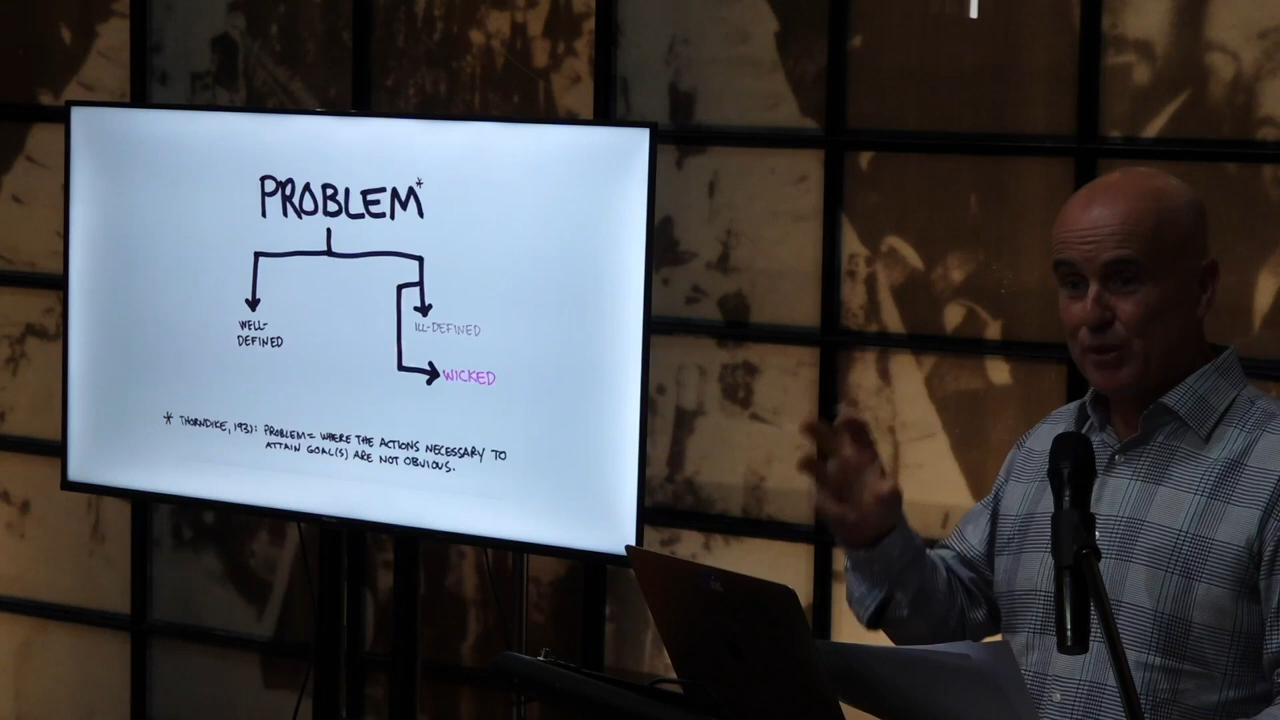 PROBLEM*
WELL-
DEFINED
ILL-DEFINED
WICKED
* THORNDIKE, 1931: PROBLEM= WHERE THE ACTIONS NECESSARY TO
ATTAIN GOAL(S) ARE NOT OBVIOUS.